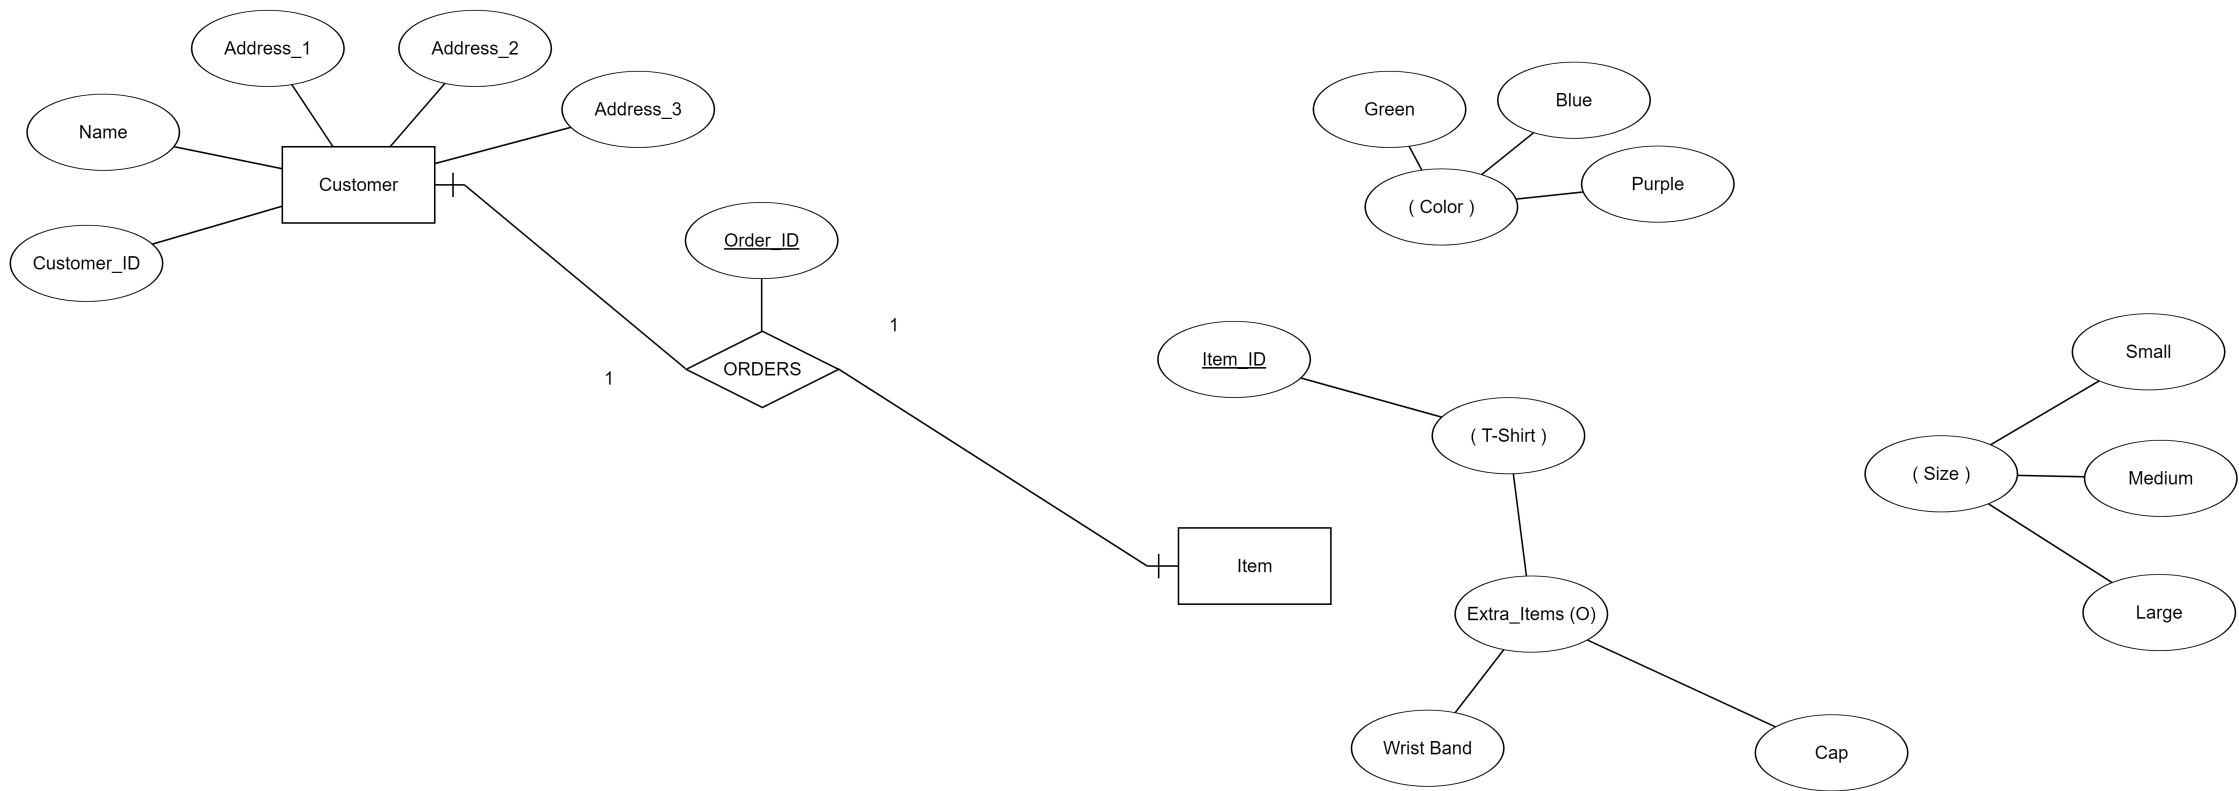 Address_1
Address_2
Address_3
Name
Customer
Customer_ID
Order_ID
ORDERS
1
1
Green
Blue
Purple
( Color )
Item_ID
( T-Shirt )
Small
( Size )
Medium
Large
Item
Extra_Items (O)
Wrist Band
Cap